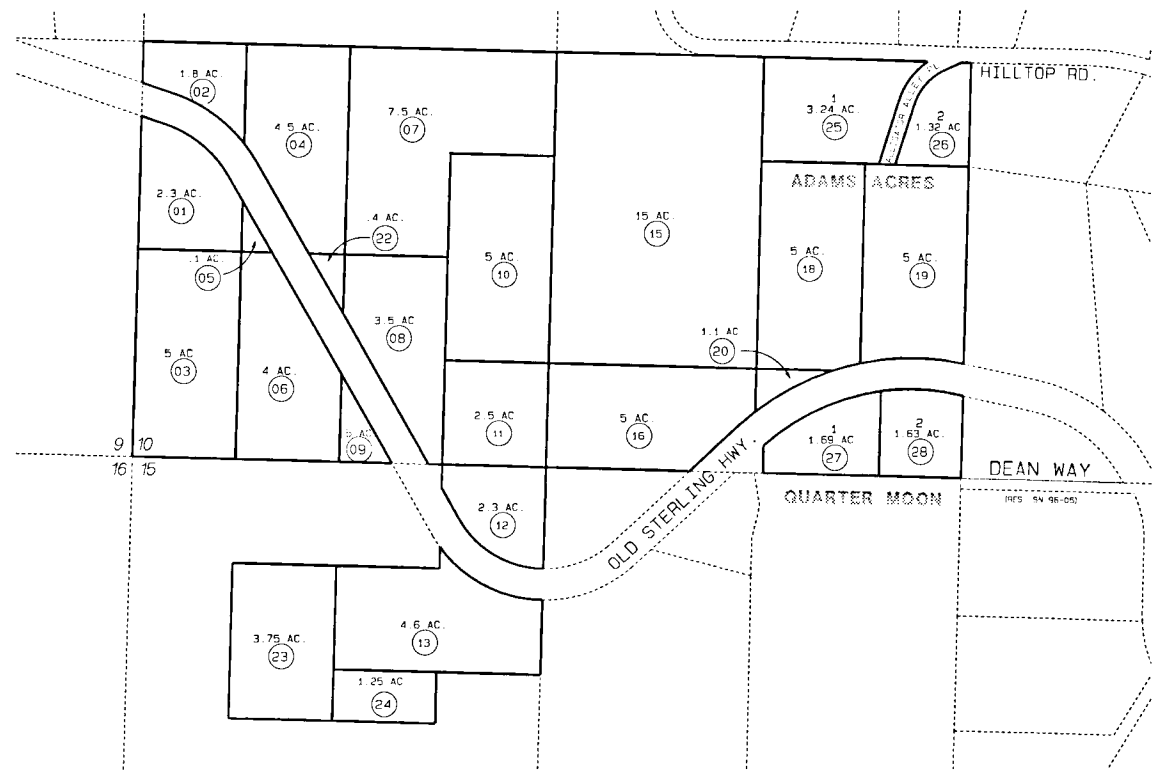 HILLTOP RD.
ALLIGATOR ALLEY PL.
1.8 AC.
02
4.5 AC.
04
7.5 AC.
07
1
3.24 AC.
25
2
1.32 AC
26
ADAMS ACRES
2.3 AC.
01
.4 AC.
22
15 AC.
15
.1 AC
05
5 AC.
10
5 AC.
18
5 AC.
19
3.5 AC
08
1.1 AC
20
5 AC
03
4 AC.
06
2.5 AC
11
5 AC.
16
09
1
1.69 AC
27
2
1.63 AC.
28
9 10
16 15
DEAN WAY
QUARTER MOON
OLD STERLING HWY.
2.3 AC.
12
3.75 AC.
23
4.6 AC.
13
1.25 AC
24